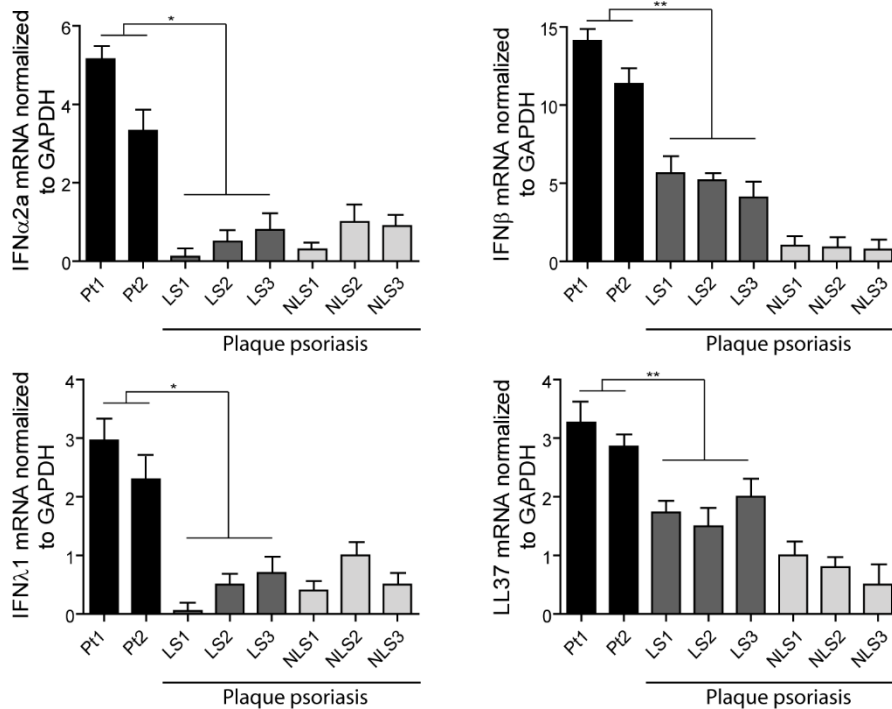 IFNα2a mRNA normalized
to GAPDH
6
4
2
0
*
Pt1
Pt2
LS1
LS2
LS3
NLS1
NLS2
NLS3
Plaque psoriasis
IFNβ mRNA normalized
to GAPDH
15
10
5
0
**
Pt1
Pt2
LS1
LS2
LS3
NLS1
NLS2
NLS3
Plaque psoriasis
IFNλ1 mRNA normalized
to GAPDH
4
3
2
1
0
*
Pt1
Pt2
LS1
LS2
LS3
NLS1
NLS2
NLS3
Plaque psoriasis
LL37 mRNA normalized
to GAPDH
4
3
2
1
0
**
Pt1
Pt2
LS1
LS2
LS3
NLS1
NLS2
NLS3
Plaque psoriasis